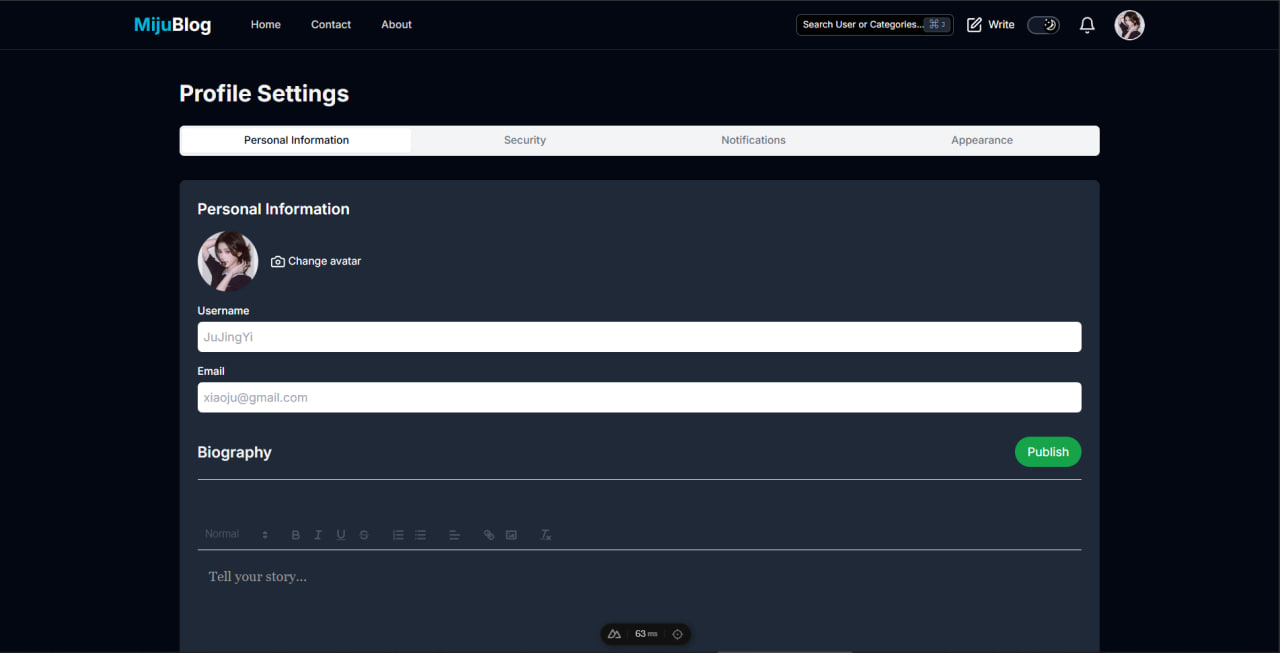 MijuBlog Home Contact About Search User or Categories... ⌘ 3 Write
Profile Settings
Personal Information Security Notifications Appearance
Personal Information
Change avatar
Username
JuJingYi
Email
xiaoju@gmail.com
Biography Publish
Normal B I U S
Tell your story...
63 ms